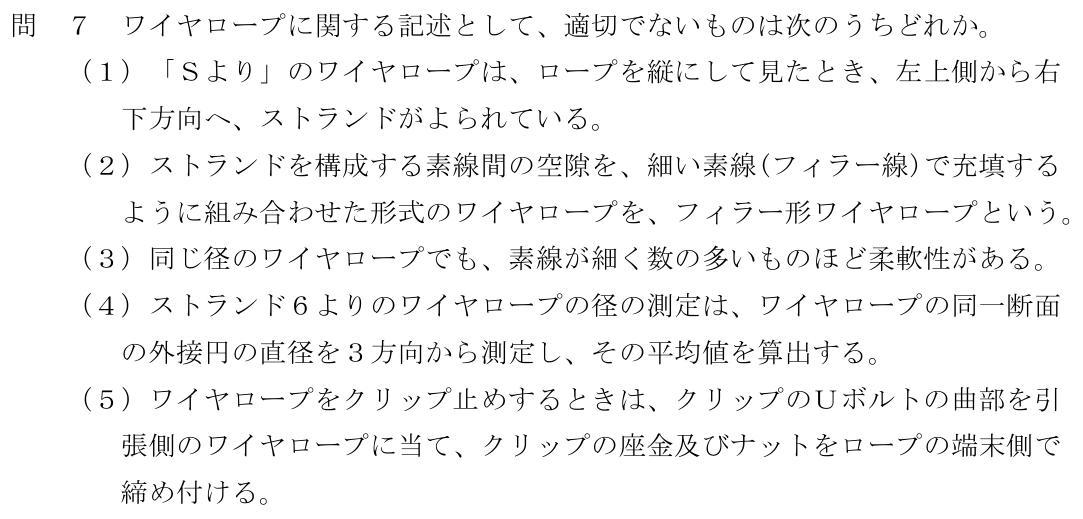 問　７　ワイヤロープに関する記述として、適切でないものは次のうちどれか。
（１）「Ｓより」のワイヤロープは、ロープを縦にして見たとき、左上側から右
下方向へ、ストランドがよられている。
（２）ストランドを構成する素線間の空隙を、細い素線(フィラー線)で充填する
ように組み合わせた形式のワイヤロープを、フィラー形ワイヤロープという。
（３）同じ径のワイヤロープでも、素線が細く数の多いものほど柔軟性がある。
（４）ストランド６よりのワイヤロープの径の測定は、ワイヤロープの同一断面
の外接円の直径を３方向から測定し、その平均値を算出する。
（５）ワイヤロープをクリップ止めするときは、クリップのＵボルトの曲部を引
張側のワイヤロープに当て、クリップの座金及びナットをロープの端末側で
締め付ける。